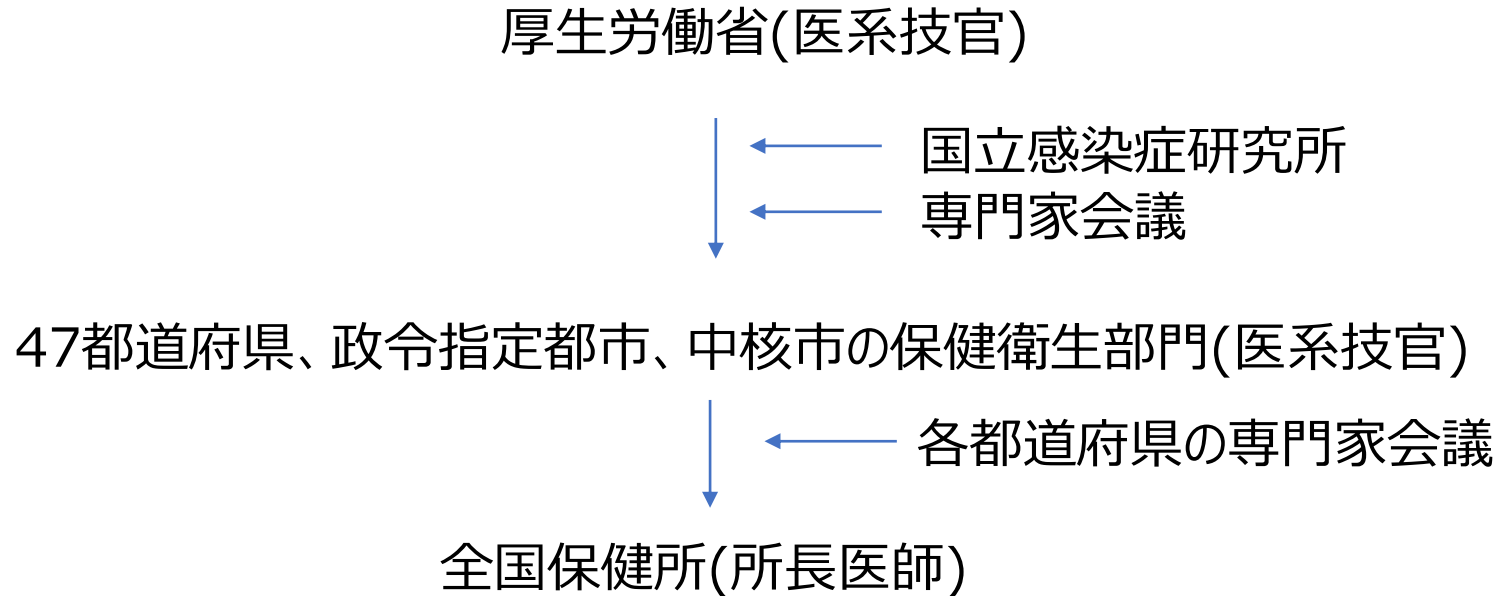 厚生労働省(医系技官)
国立感染症研究所
専門家会議
47都道府県、政令指定都市、中核市の保健衛生部門(医系技官)
各都道府県の専門家会議
全国保健所(所長医師)